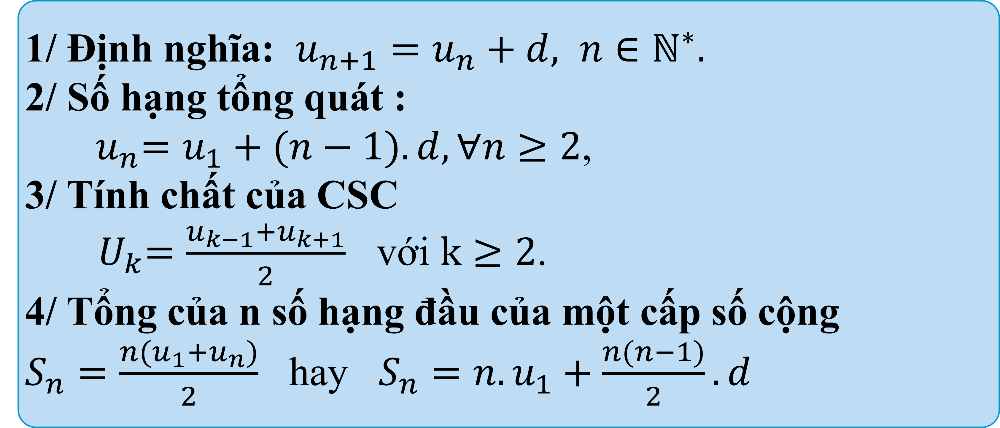 1/ Định nghĩa: $u_{n+1} = u_n + d, \; n \in \mathbb{N}^*.$
2/ Số hạng tổng quát :
$u_n = u_1 + (n - 1).d, \forall n \geq 2,$
3/ Tính chất của CSC
$U_k = \frac{u_{k-1}+u_{k+1}}{2}$ với k $\geq 2.$
4/ Tổng của n số hạng đầu của một cấp số cộng
$S_n = \frac{n(u_1+u_n)}{2}$ hay $S_n = n.u_1 + \frac{n(n-1)}{2}.d$